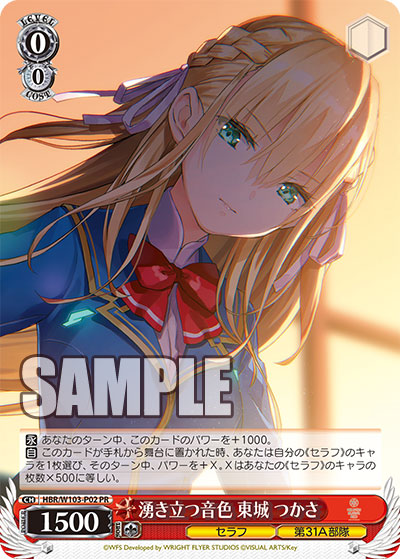 LEVEL
0
0
COST
SAMPLE
永 あなたのターン中、このカードのパワーを+1000。
自 このカードが手札から舞台に置かれた時、あなたは自分の《セラフ》のキャ
ラを1枚選び、そのターン中、パワーを+X。Xはあなたの《セラフ》のキャラの
枚数×500に等しい。
CH HBR/W103-P02 PR
1500
湧き立つ音色 東城 つかさ
セラフ 第31A部隊
©WFS Developed by WRIGHT FLYER STUDIOS ©VISUAL ARTS/Key